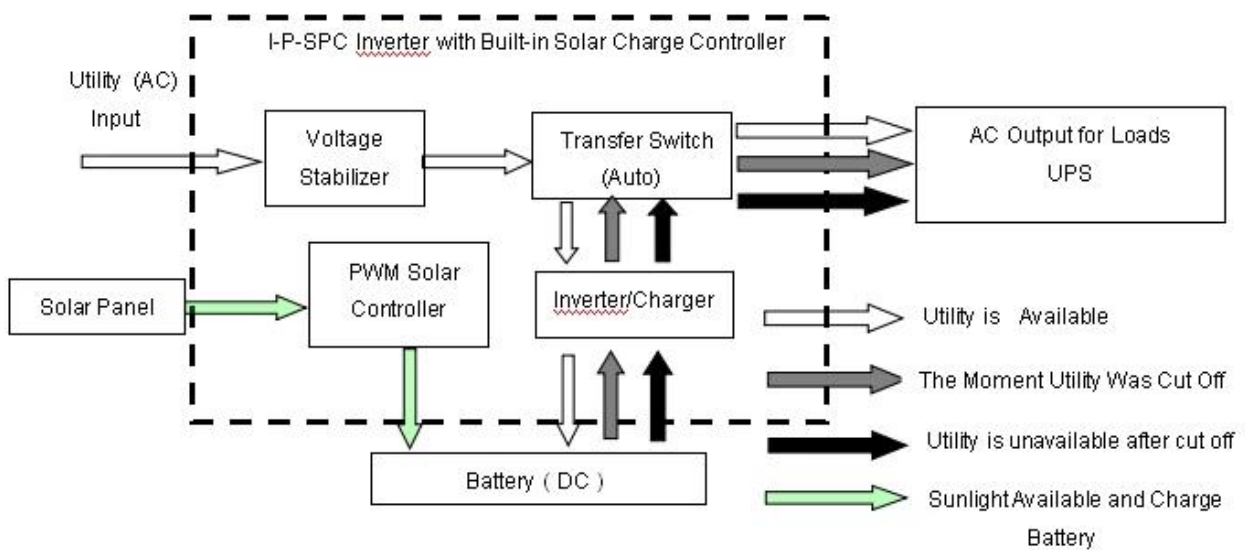 I-P-SPC Inverter with Built-in Solar Charge Controller
Utility (AC)
Input
Voltage
Stabilizer
Transfer Switch
(Auto)
AC Output for Loads
UPS
Solar Panel
PWM Solar
Controller
Inverter/Charger
Battery ( DC )
Utility is Available
The Moment Utility Was Cut Off
Utility is unavailable after cut off
Sunlight Available and Charge
Battery